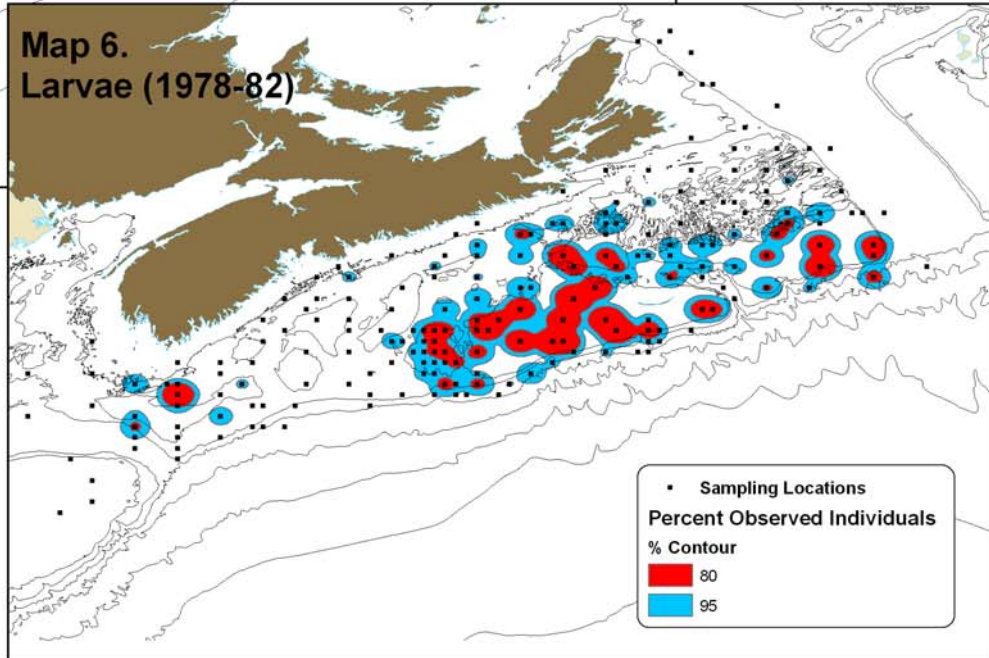 Map 6.
Larvae (1978-82)
Sampling Locations
Percent Observed Individuals
% Contour
80
95